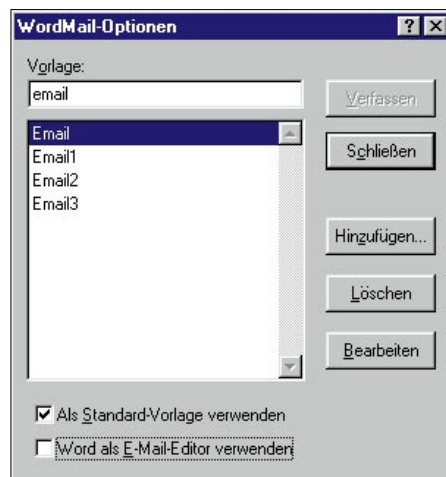 WordMail-Optionen
Vorlage:
email
Verfassen
Email
Email1
Email2
Email3
Schließen
Hinzufügen...
Löschen
Bearbeiten
Als Standard-Vorlage verwenden
Word als E-Mail-Editor verwenden